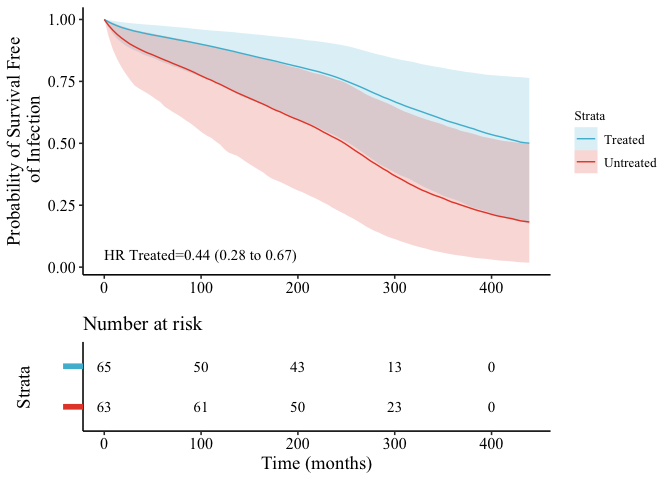 Probability of Survival Free
of Infection
1.00
0.75
0.50
0.25
0.00
HR Treated=0.44 (0.28 to 0.67)
0 100 200 300 400
Strata
Treated
Untreated
Number at risk
Strata
65 50 43 13 0
63 61 50 23 0
0 100 200 300 400
Time (months)